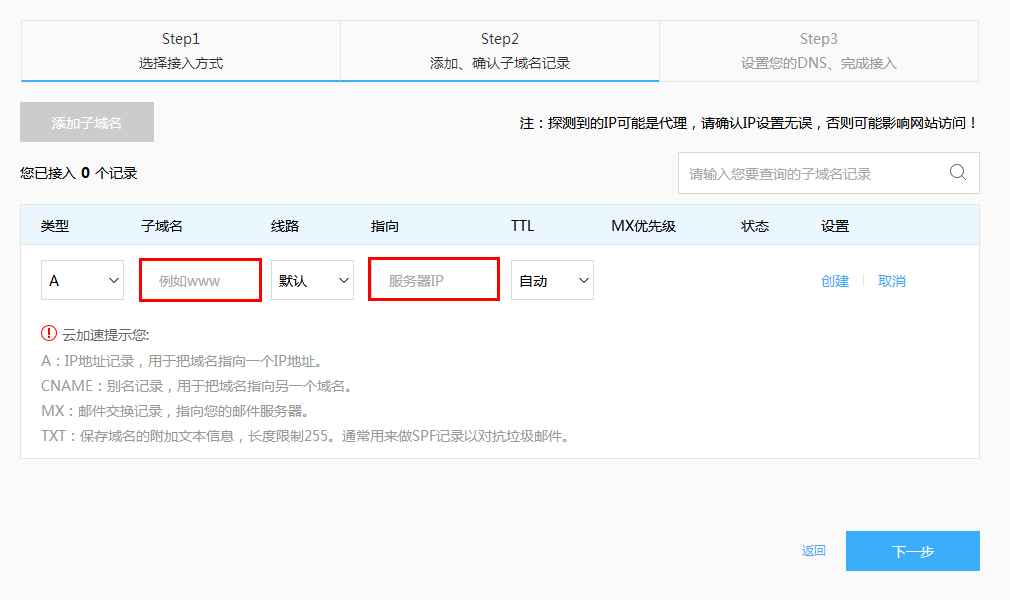 Step1
选择接入方式
Step2
添加、确认子域名记录
Step3
设置您的DNS、完成接入
添加子域名
注：探测到的IP可能是代理，请确认IP设置无误，否则可能影响网站访问！
您已接入 0 个记录
请输入您要查询的子域名记录
类型 子域名 线路 指向 TTL MX优先级 状态 设置
A 例如www 默认 服务器IP 自动 创建 取消
云加速提示您:
A：IP地址记录，用于把域名指向一个IP地址。
CNAME：别名记录，用于把域名指向另一个域名。
MX：邮件交换记录，指向您的邮件服务器。
TXT：保存域名的附加文本信息，长度限制255。通常用来做SPF记录以对抗垃圾邮件。
返回 下一步